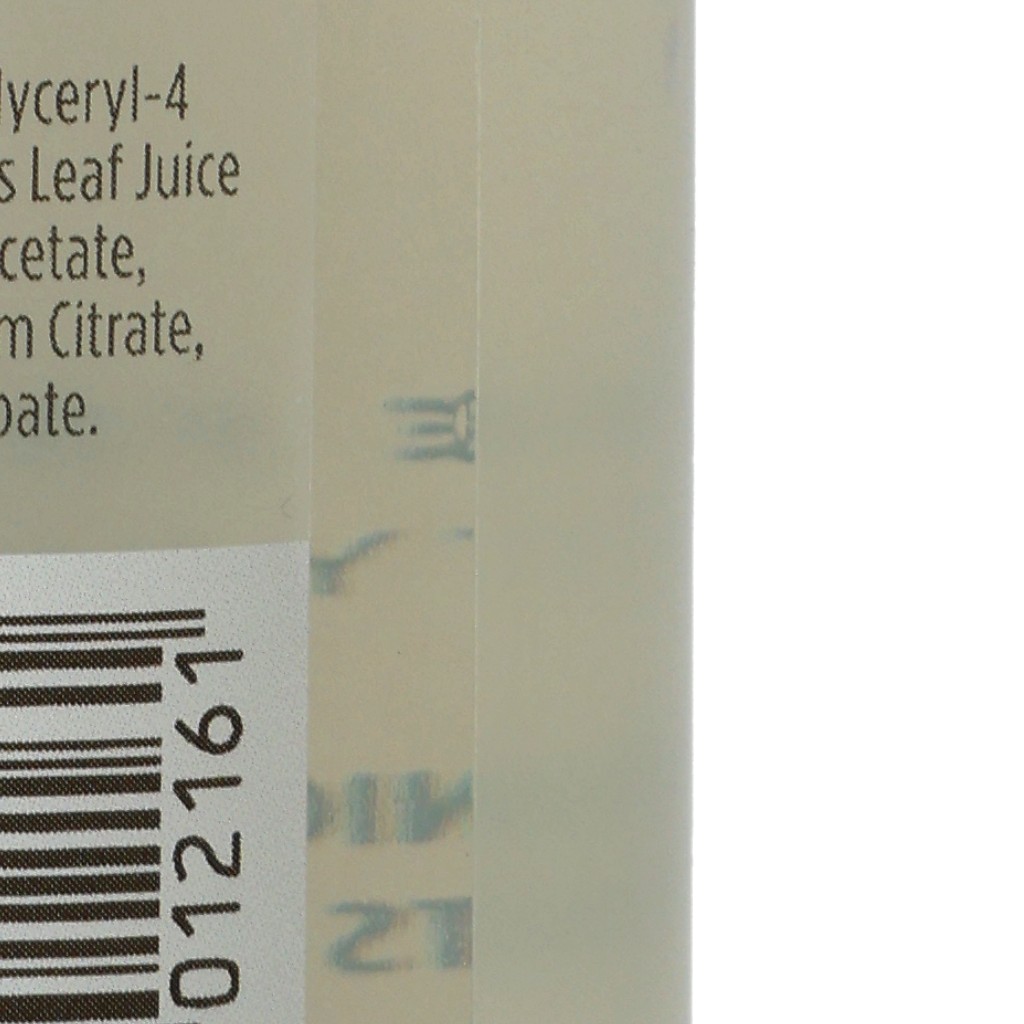 lyceryl-4
s Leaf Juice
cetate,
m Citrate,
bate.
012161